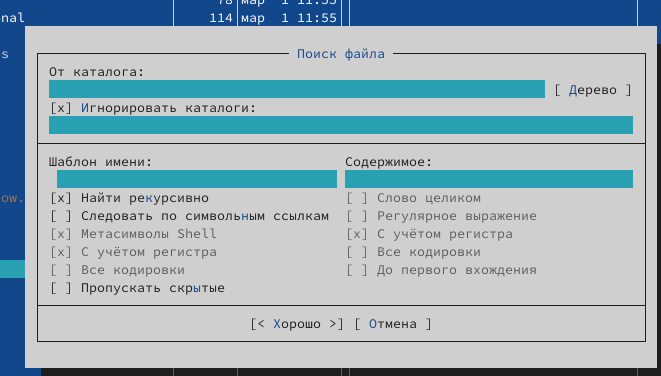 78 мар 1 11:55
onal 114 мар 1 11:55
s
Поиск файла
От каталога:
[ Дерево ]
[x] Игнорировать каталоги:
Шаблон имени: Содержимое:
[x] Найти рекурсивно [ ] Слово целиком
ow.
[ ] Следовать по символьным ссылкам [ ] Регулярное выражение
[x] Метасимволы Shell [x] С учётом регистра
[x] С учётом регистра [ ] Все кодировки
[ ] Все кодировки [ ] До первого вхождения
[ ] Пропускать скрытые
[< Хорошо >] [ Отмена ]